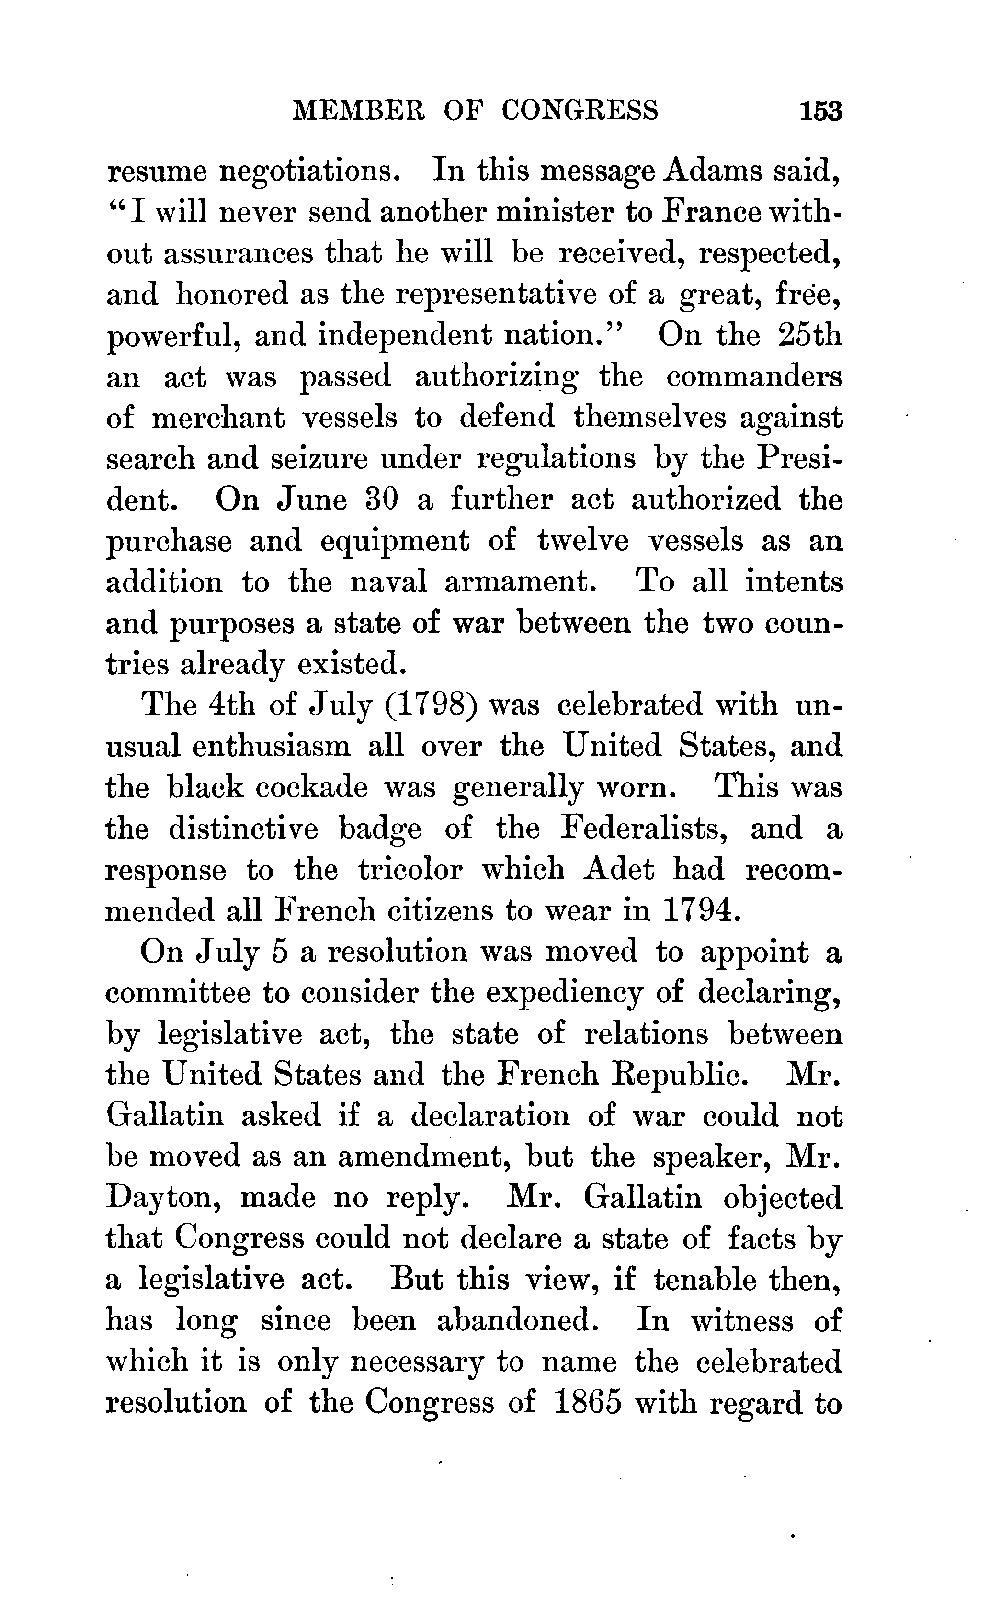 MEMBER OF CONGRESS 153
resume negotiations. In this message Adams said,
“I will never send another minister to France with-
out assurances that he will be received, respected,
and honored as the representative of a great, free,
powerful, and independent nation.” On the 25th
an act was passed authorizing the commanders
of merchant vessels to defend themselves against
search and seizure under regulations by the Presi-
dent. On June 30 a further act authorized the
purchase and equipment of twelve vessels as an
addition to the naval armament. To all intents
and purposes a state of war between the two coun-
tries already existed.
The 4th of July (1798) was celebrated with un-
usual enthusiasm all over the United States, and
the black cockade was generally worn. This was
the distinctive badge of the Federalists, and a
response to the tricolor which Adet had recom-
mended all French citizens to wear in 1794.
On July 5 a resolution was moved to appoint a
committee to consider the expediency of declaring,
by legislative act, the state of relations between
the United States and the French Republic. Mr.
Gallatin asked if a declaration of war could not
be moved as an amendment, but the speaker, Mr.
Dayton, made no reply. Mr. Gallatin objected
that Congress could not declare a state of facts by
a legislative act. But this view, if tenable then,
has long since been abandoned. In witness of
which it is only necessary to name the celebrated
resolution of the Congress of 1865 with regard to